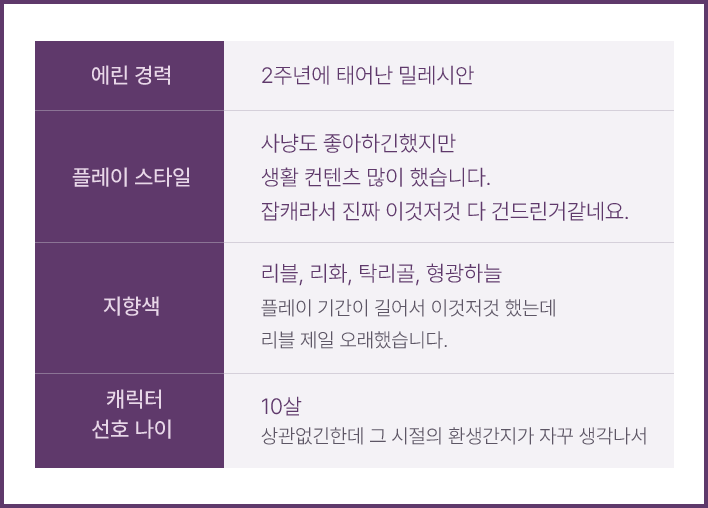 에린 경력
2주년에 태어난 밀레시안
플레이 스타일
사냥도 좋아하긴했지만
생활 컨텐츠 많이 했습니다.
잡캐라서 진짜 이것저것 다 건드린거같네요.
지향색
리블, 리화, 탁리골, 형광하늘
플레이 기간이 길어서 이것저것 했는데
리블 제일 오래했습니다.
캐릭터
선호 나이
10살
상관없긴한데 그 시절의 환생간지가 자꾸 생각나서